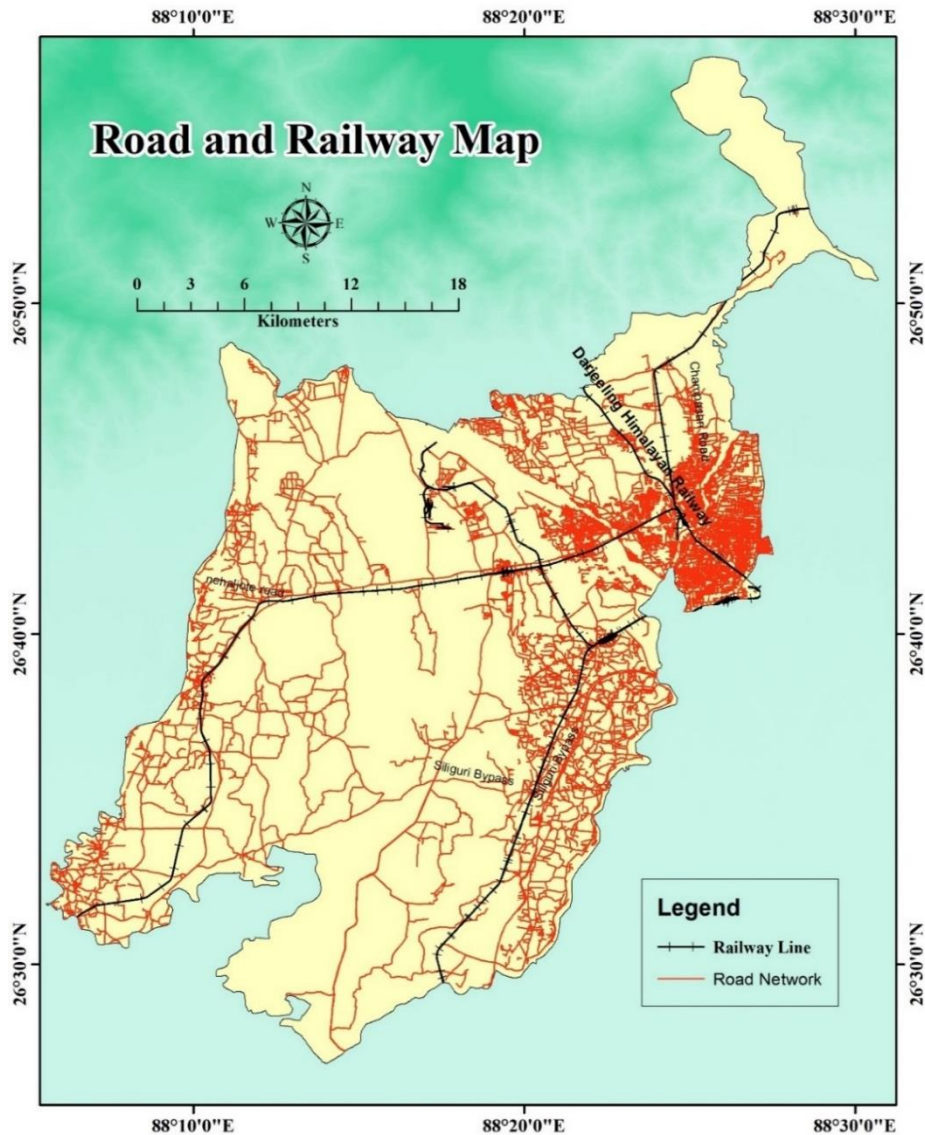 88°10'0"E 88°20'0"E 88°30'0"E
Road and Railway Map
N
W E
S
0 3 6 12 18
Kilometers
26°50'0"N 26°50'0"N
Darjeeling Himalayan Railway
Champasari Road
nehaljote road
26°40'0"N 26°40'0"N
Siliguri Bypass
Siliguri Bypass
Legend
Railway Line
Road Network
26°30'0"N 26°30'0"N
88°10'0"E 88°20'0"E 88°30'0"E